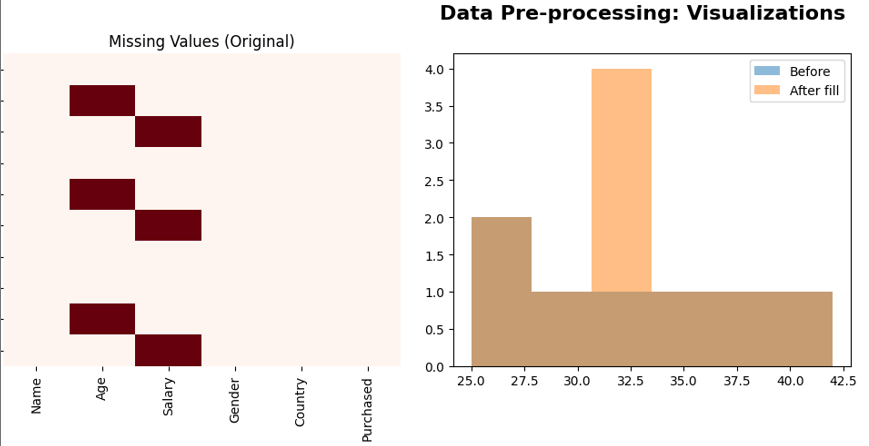 Data Pre-processing: Visualizations
Missing Values (Original)
Name
Age
Salary
Gender
Country
Purchased
4.0
3.5
3.0
2.5
2.0
1.5
1.0
0.5
0.0
25.0 27.5 30.0 32.5 35.0 37.5 40.0 42.5
Before
After fill